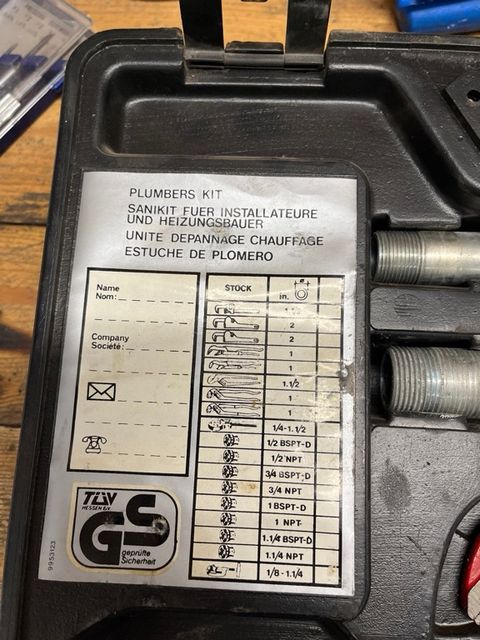 PLUMBERS KIT
SANIKIT FUER INSTALLATEURE
UND HEIZUNGSBAUER
UNITE DEPANNAGE CHAUFFAGE
ESTUCHE DE PLOMERO
Name
Nom:
Company
Société:
STOCK
in.
2
2
1
1
1.1/2
1
1
1/4-1.1/2
1/2 BSPT-D
1/2 NPT
3/4 BSPT-D
3/4 NPT
1 BSPT-D
1 NPT
1.1/4 BSPT-D
1.1/4 NPT
1/8 - 1.1/4
TÜV
HESSEN E.V.
GS
geprüfte
Sicherheit
9953123